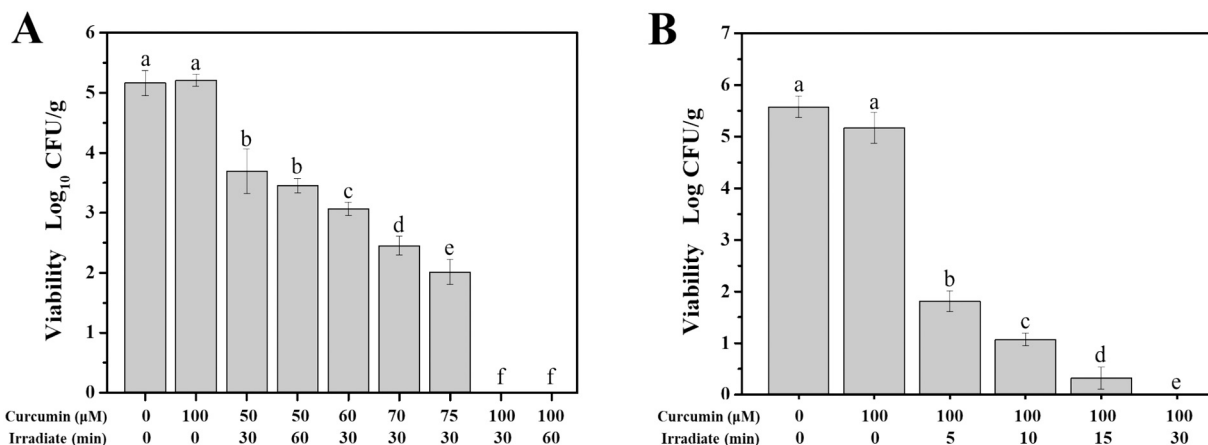 A
Viability Log10 CFU/g
6
5
4
3
2
1
0
a
a
b
b
c
d
e
f
f
Curcumin (μM) 0 100 50 50 60 70 75 100 100
Irradiate (min) 0 0 30 60 30 30 30 30 60
B
Viability Log CFU/g
7
6
5
4
3
2
1
0
a
a
b
c
d
e
Curcumin (μM) 0 100 100 100 100 100
Irradiate (min) 0 0 5 10 15 30